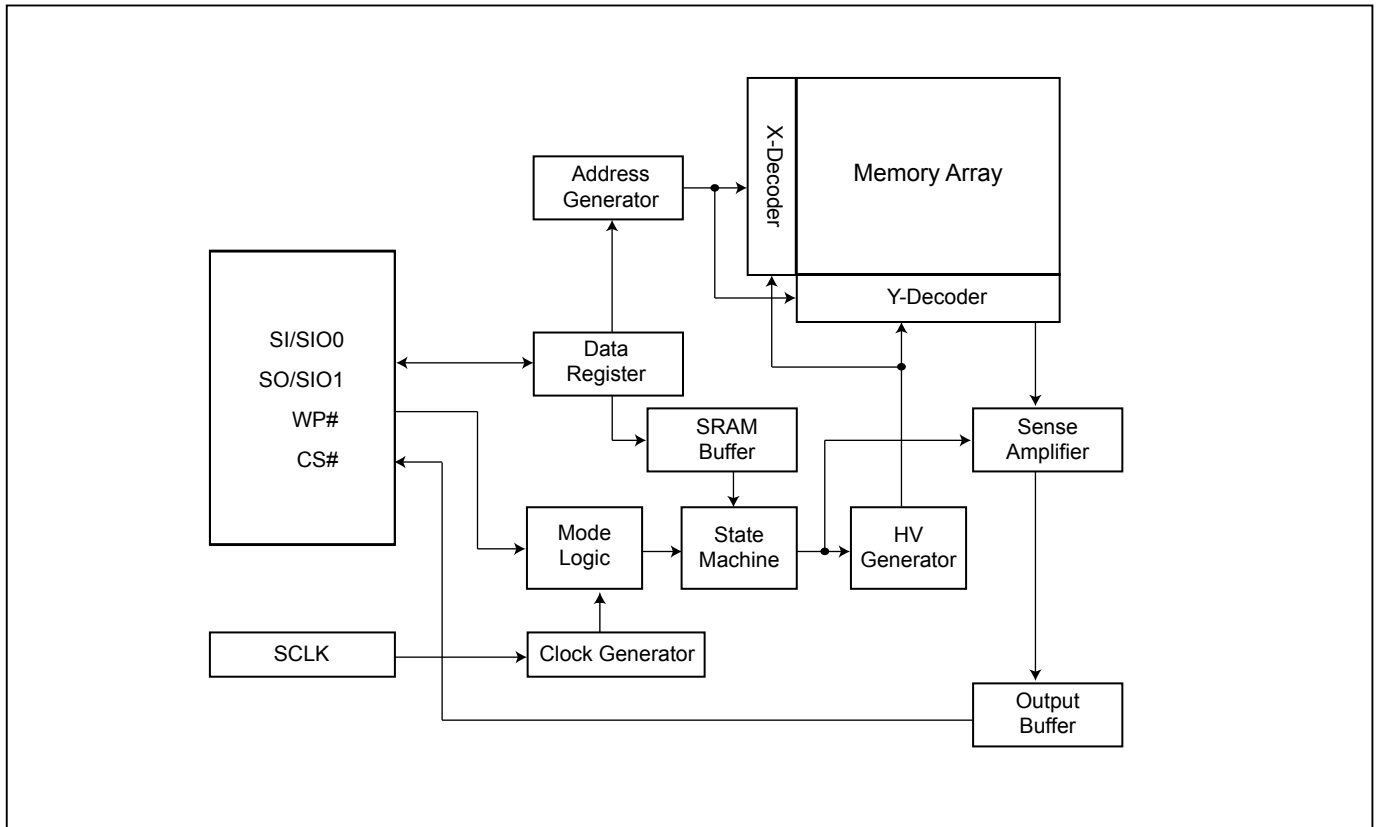 X-Decoder
Memory Array
Address
Generator
Y-Decoder
SI/SIO0
SO/SIO1
WP#
CS#
Data
Register
SRAM
Buffer
Sense
Amplifier
Mode
Logic
State
Machine
HV
Generator
SCLK
Clock Generator
Output
Buffer